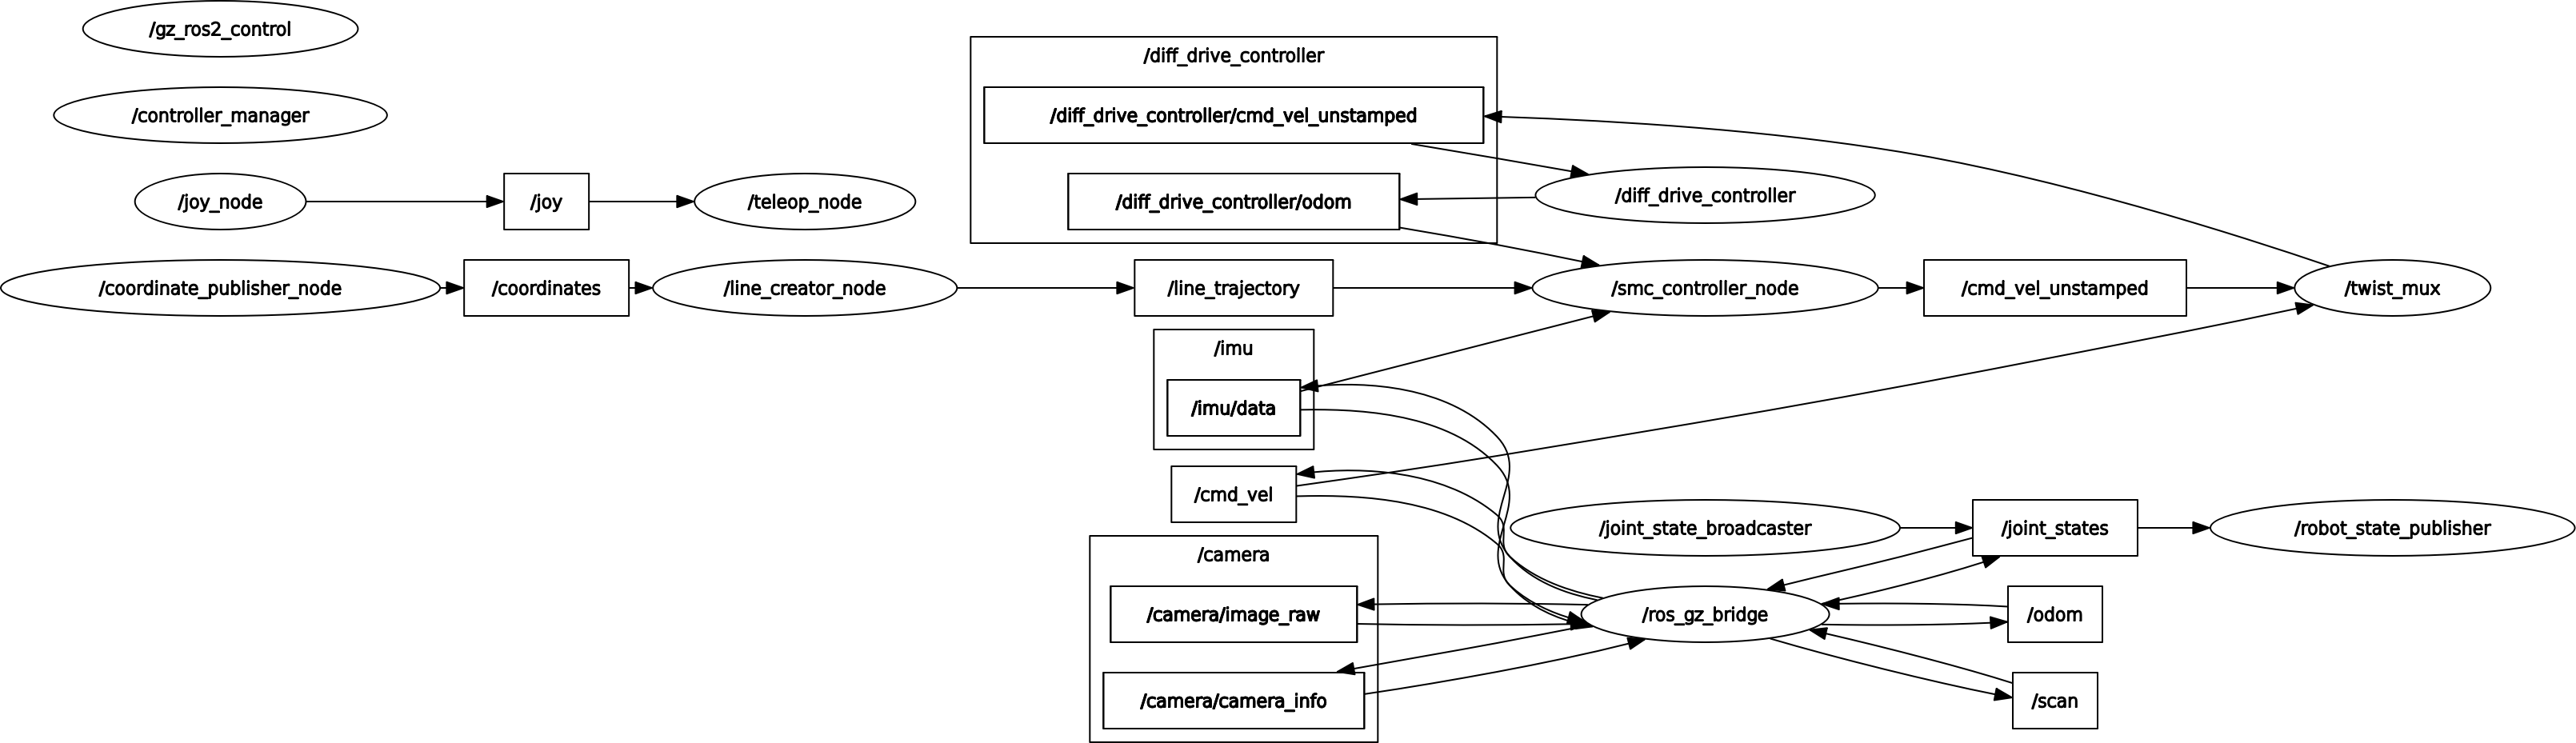 /gz_ros2_control
/controller_manager
/joy_node
/joy
/teleop_node
/coordinate_publisher_node
/coordinates
/line_creator_node
/diff_drive_controller
/diff_drive_controller/cmd_vel_unstamped
/diff_drive_controller/odom
/diff_drive_controller
/line_trajectory
/smc_controller_node
/cmd_vel_unstamped
/twist_mux
/imu
/imu/data
/cmd_vel
/camera
/camera/image_raw
/camera/camera_info
/joint_state_broadcaster
/joint_states
/robot_state_publisher
/ros_gz_bridge
/odom
/scan